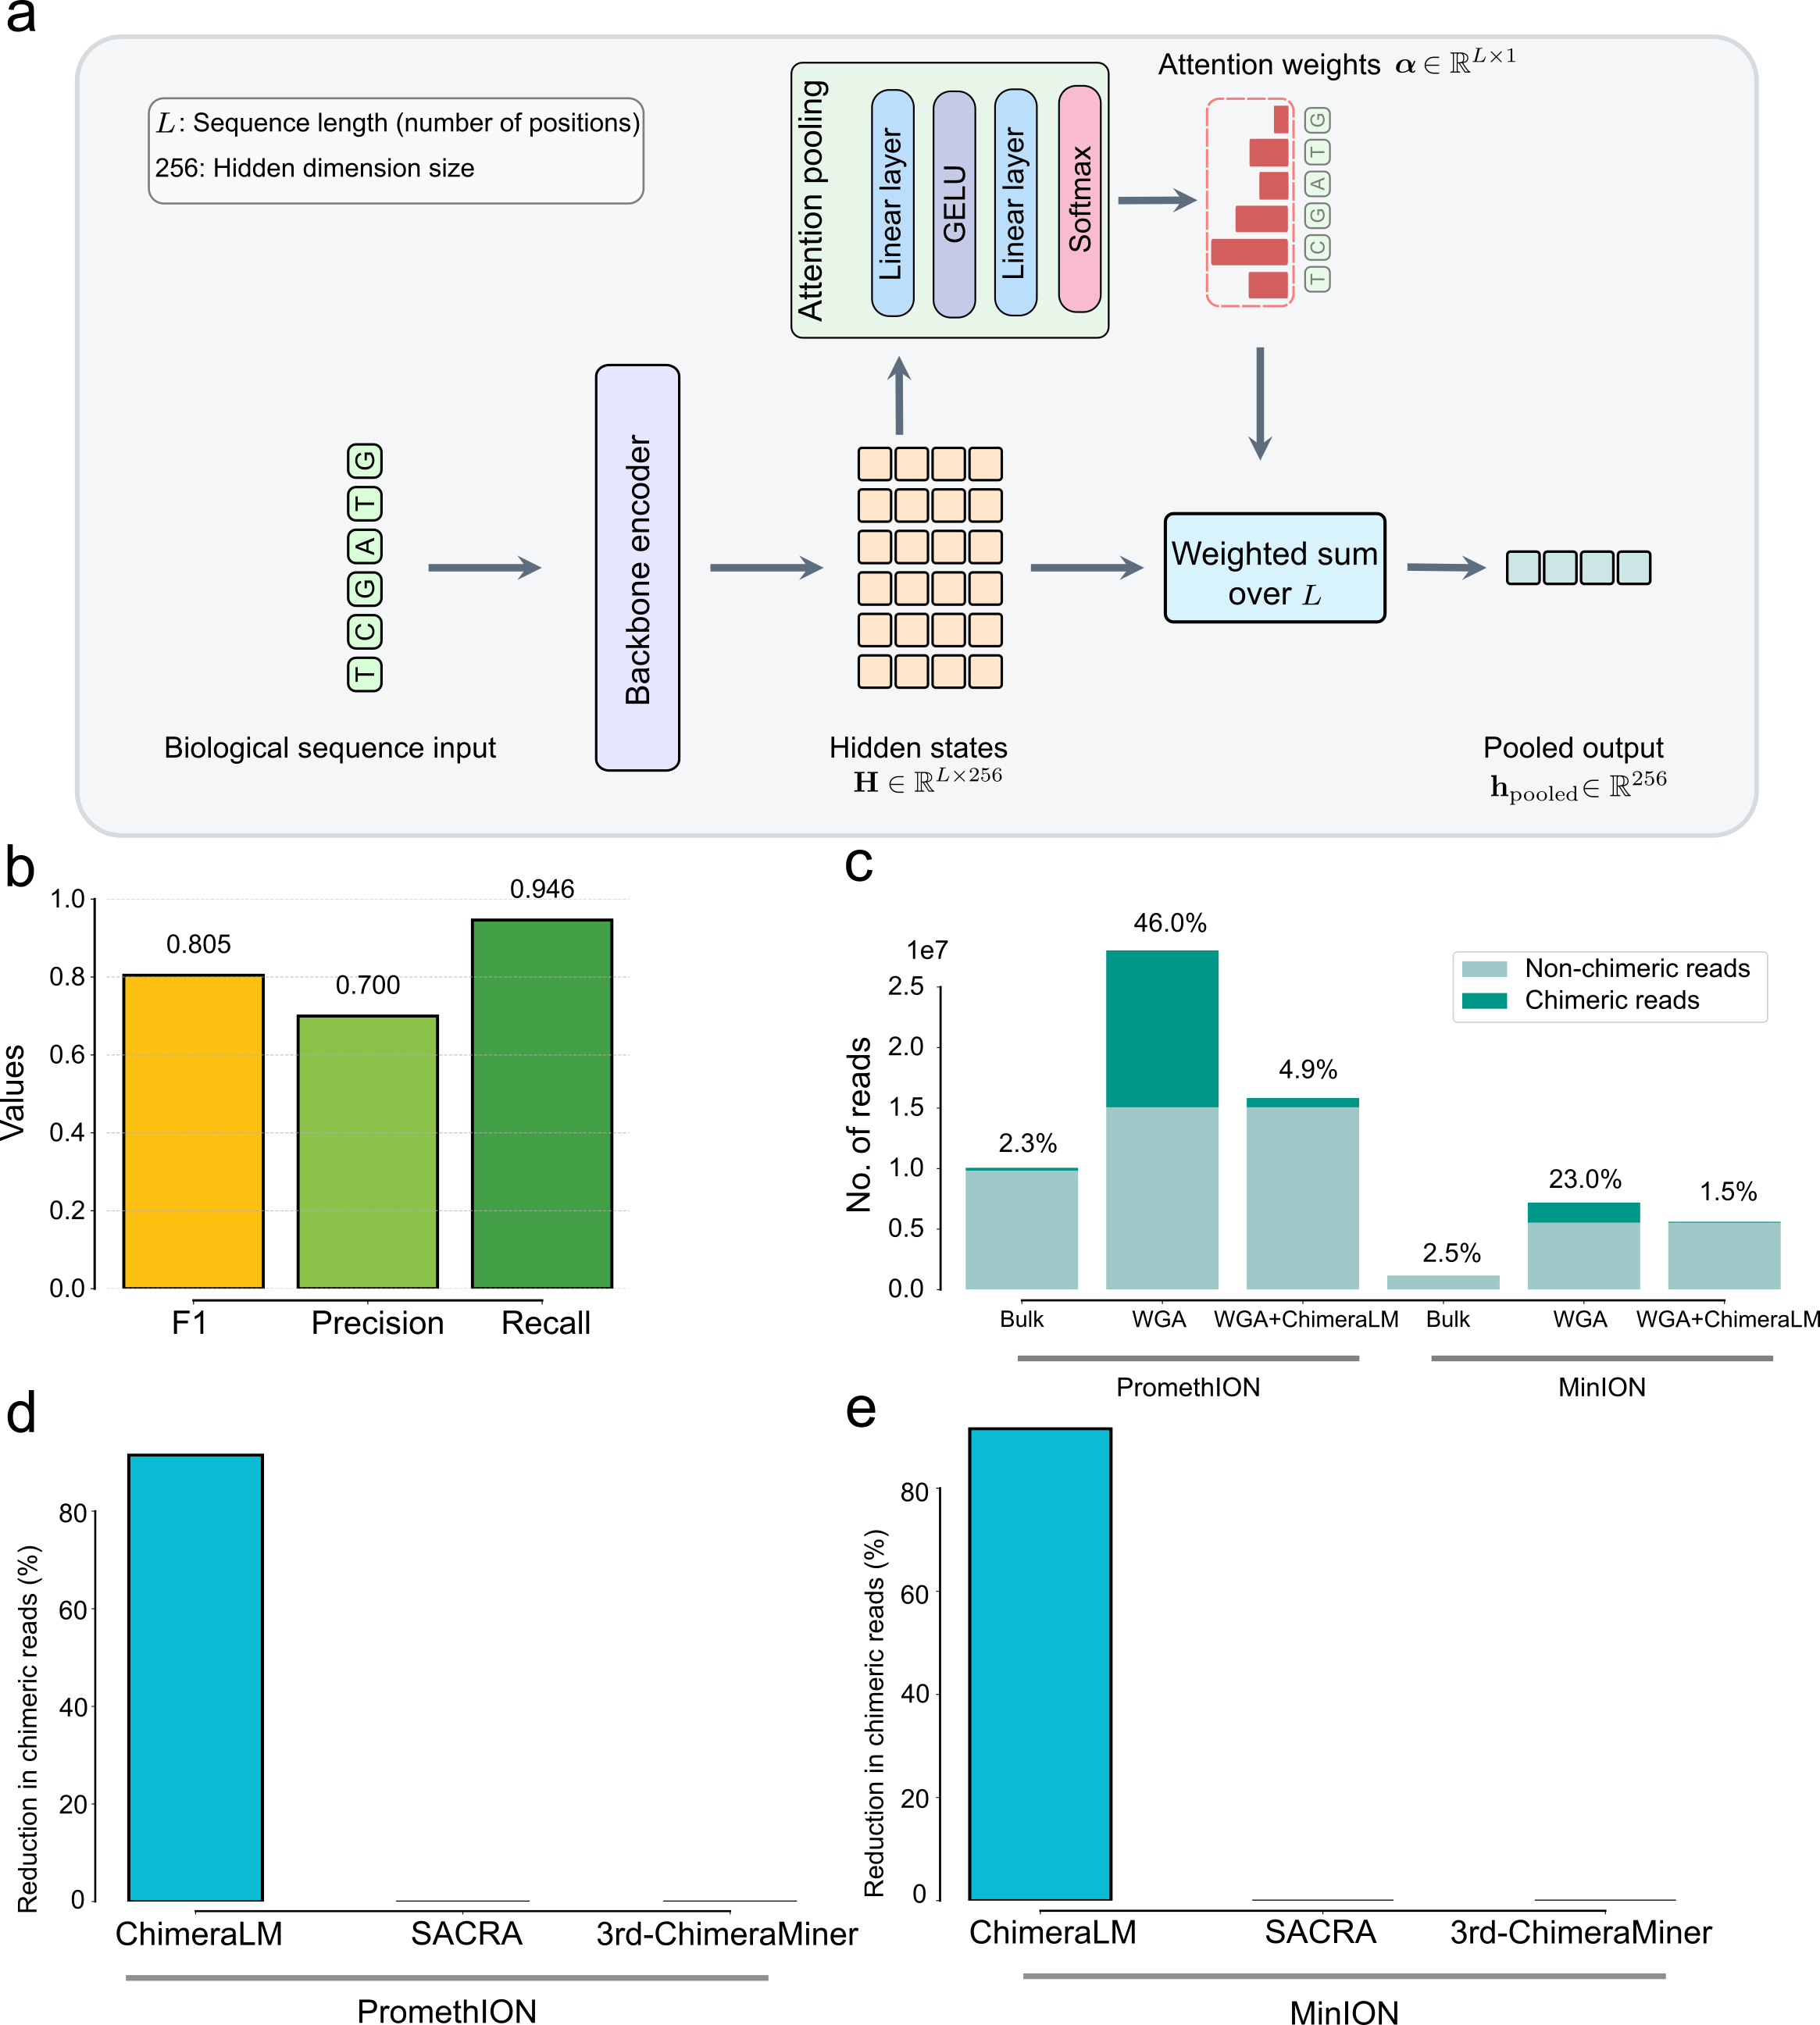 a
L: Sequence length (number of positions)
256: Hidden dimension size
Attention pooling
Linear layer
GELU
Linear layer
Softmax
Attention weights α ∈ ℝ^{L×1}
G
T
A
G
C
T
G
T
A
G
C
T
Backbone encoder
Weighted sum
over L
Biological sequence input
Hidden states
H ∈ ℝ^{L×256}
Pooled output
h_{pooled} ∈ ℝ^{256}
b
Values
1.0
0.8
0.6
0.4
0.2
0.0
0.805
0.700
0.946
F1 Precision Recall
c
1e7
No. of reads
2.5
2.0
1.5
1.0
0.5
0.0
2.3%
46.0%
4.9%
2.5%
23.0%
1.5%
Non-chimeric reads
Chimeric reads
Bulk WGA WGA+ChimeraLM Bulk WGA WGA+ChimeraLM
PromethION MinION
d
Reduction in chimeric reads (%)
80
60
40
20
0
ChimeraLM SACRA 3rd-ChimeraMiner
PromethION
e
Reduction in chimeric reads (%)
80
60
40
20
0
ChimeraLM SACRA 3rd-ChimeraMiner
MinION